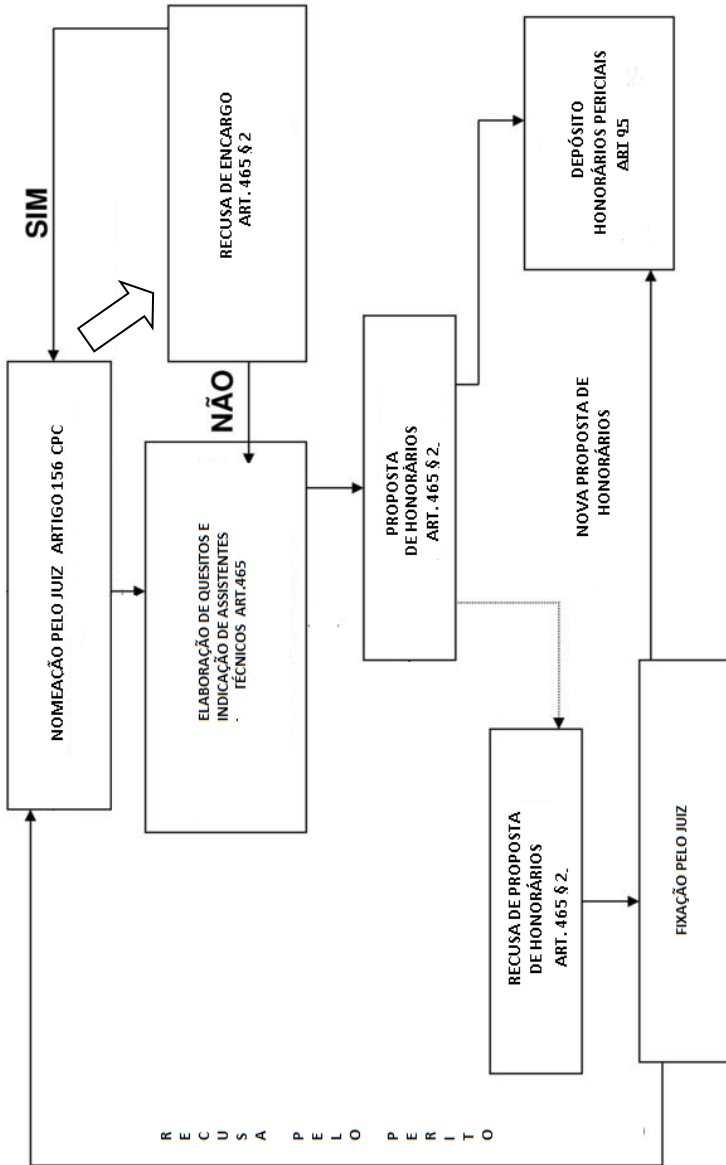 NOMEAÇÃO PELO JUIZ ARTIGO 156 CPC
SIM
RECUSA DE ENCARGO
ART. 465 § 2
NÃO
ELABORAÇÃO DE QUESITOS E
INDICAÇÃO DE ASSISTENTES
TÉCNICOS ART.465
PROPOSTA
DE HONORÀRIOS
ART. 465 § 2
DEPÓSITO
HONORÁRIOS PERICIAIS
ART 95
RECUSA DE PROPOSTA
DE HONORÀRIOS
ART. 465 § 2
NOVA PROPOSTA DE
HONORÁRIOS
FIXAÇÃO PELO JUIZ
RECUSA PELO PERITO